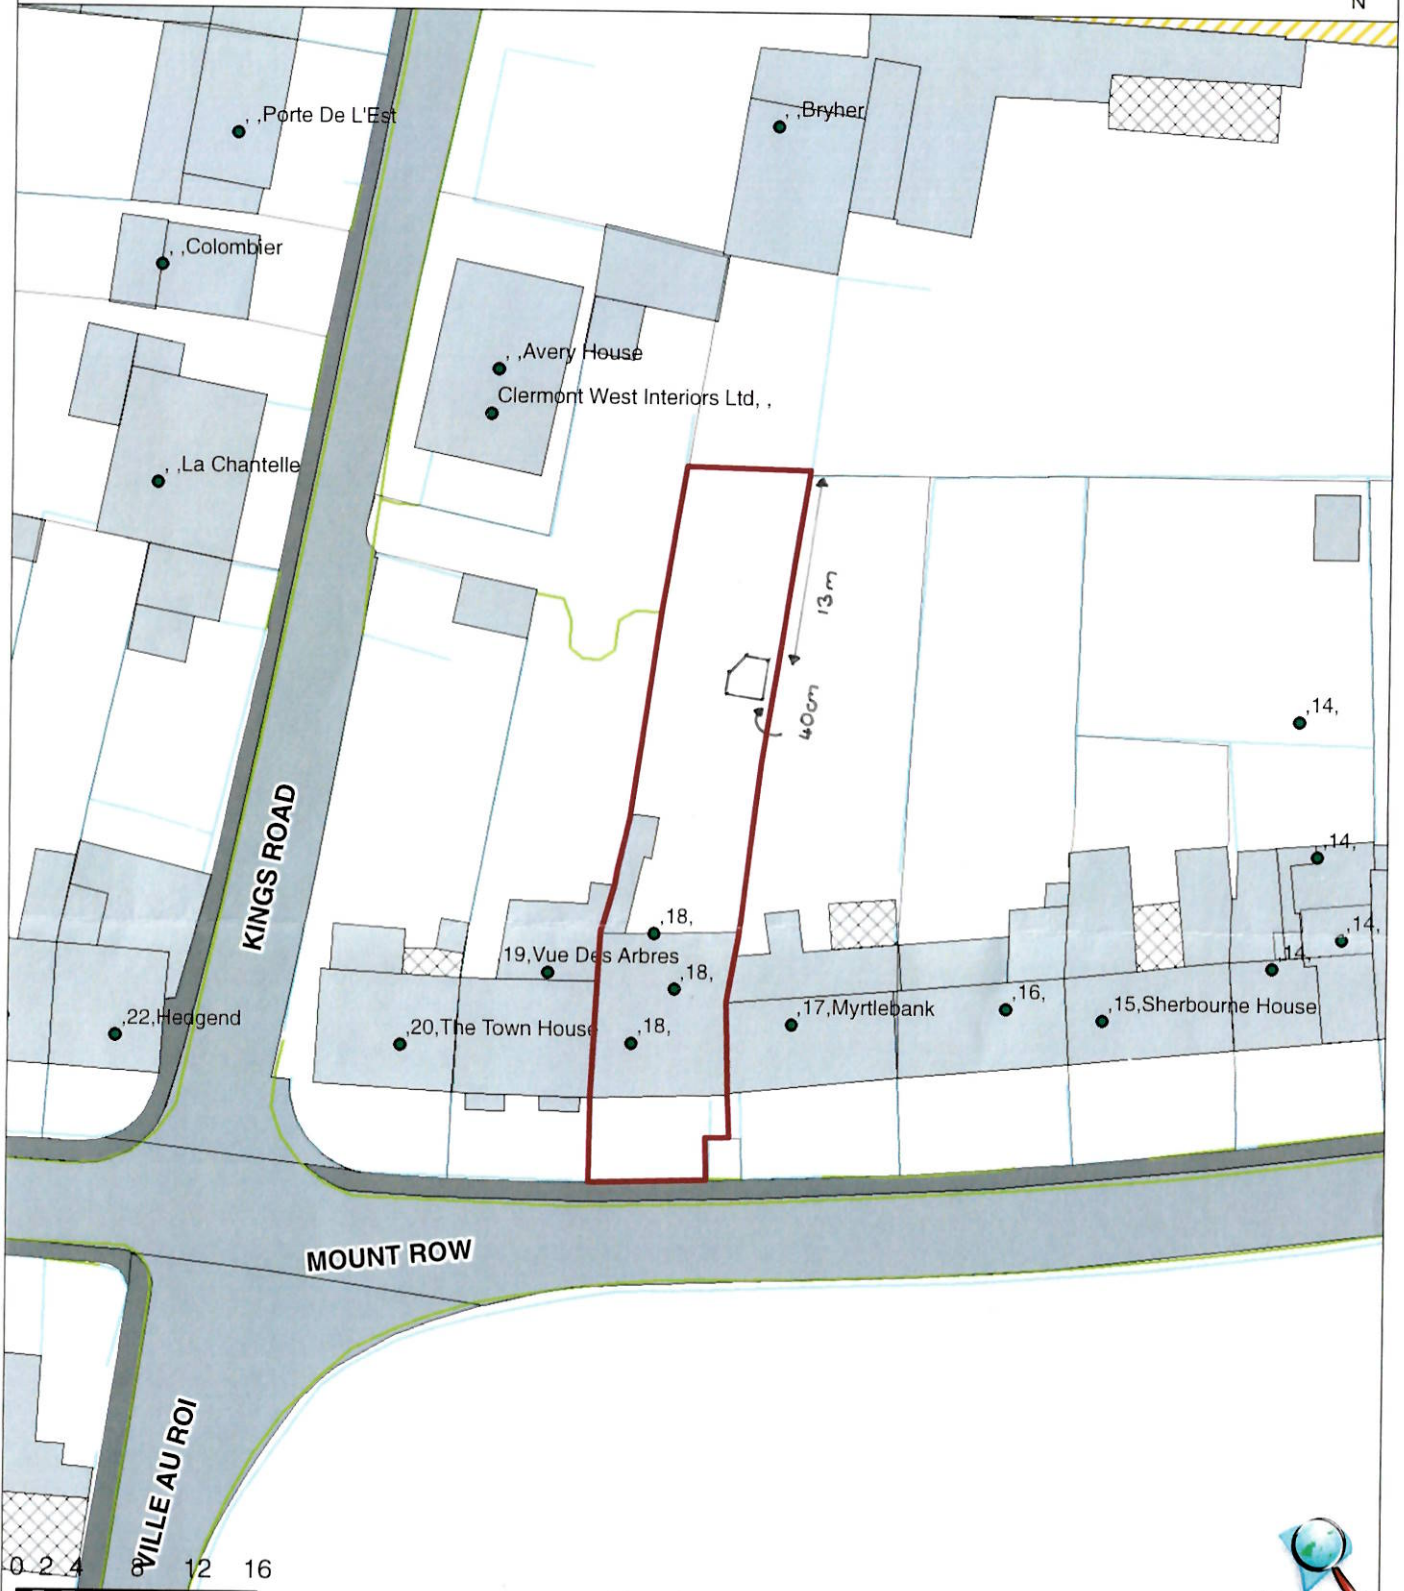 N
, ,Porte De L'Est
, ,Bryher
, ,Colombier
, ,Avery House
Clermont West Interiors Ltd, ,
, ,La Chantelle
13m
40cm
,14,
KINGS ROAD
,14,
,18,
,14,
19,Vue Des Arbres
,18,
,14,
,17,Myrtlebank
,16,
,15,Sherbourne House
,22,Hedgend
,20,The Town House
,18,
MOUNT ROW
VILLE AU ROI
0 2 4 8 12 16